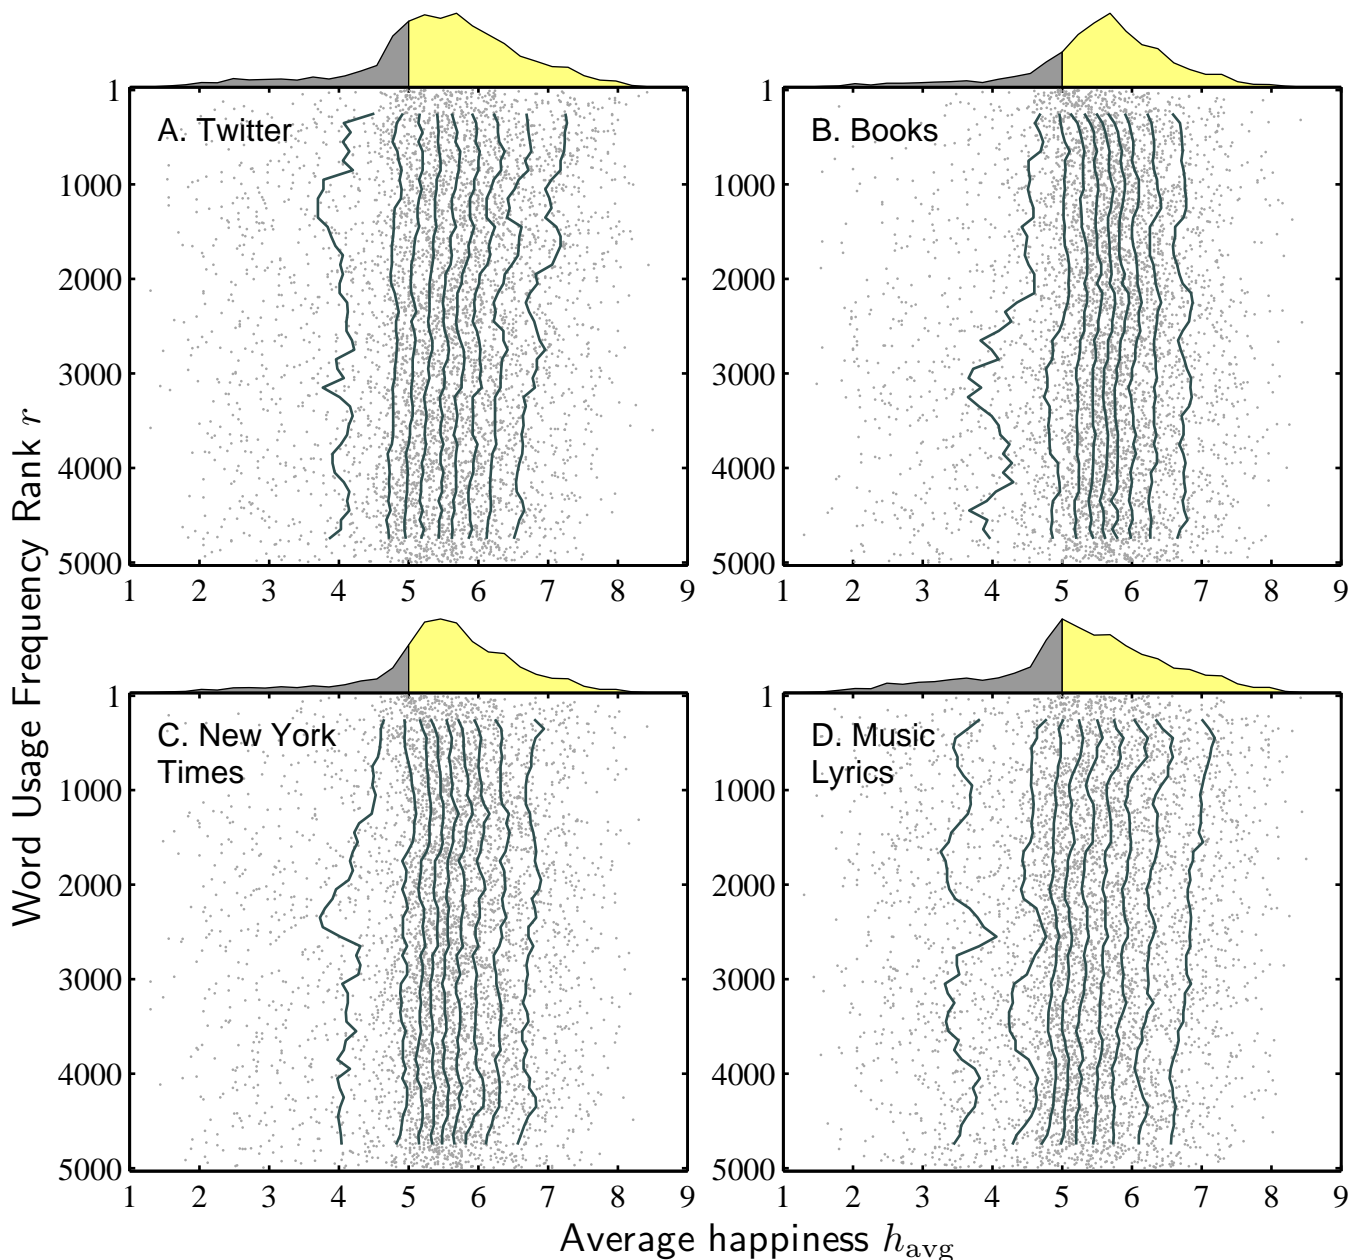 A. Twitter
B. Books
1
1000
2000
3000
4000
5000
1 2 3 4 5 6 7 8 9
1
1000
2000
3000
4000
5000
1 2 3 4 5 6 7 8 9
C. New York
Times
D. Music
Lyrics
1
1000
2000
3000
4000
5000
1 2 3 4 5 6 7 8 9
1
1000
2000
3000
4000
5000
1 2 3 4 5 6 7 8 9
Word Usage Frequency Rank r
Average happiness h_avg